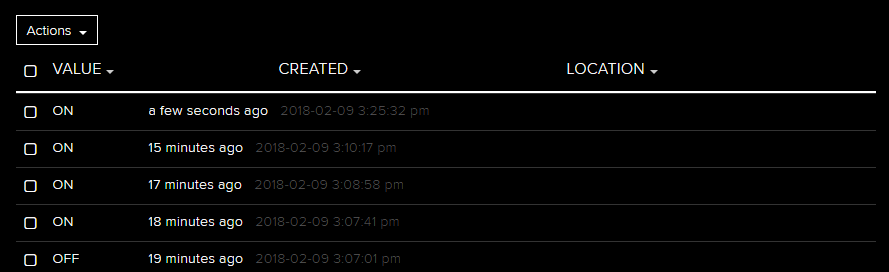 Actions
VALUE CREATED LOCATION
ON a few seconds ago 2018-02-09 3:25:32 pm
ON 15 minutes ago 2018-02-09 3:10:17 pm
ON 17 minutes ago 2018-02-09 3:08:58 pm
ON 18 minutes ago 2018-02-09 3:07:41 pm
OFF 19 minutes ago 2018-02-09 3:07:01 pm